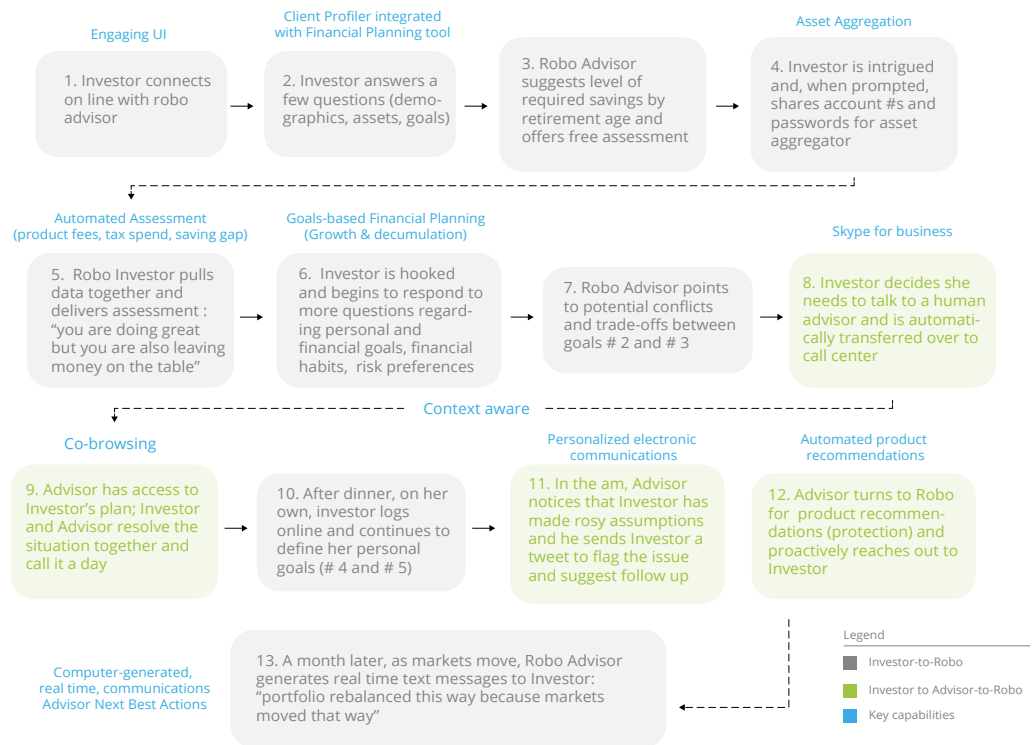 Engaging UI
1. Investor connects
on line with robo
advisor
Client Profiler integrated
with Financial Planning tool
2. Investor answers a
few questions (demo-
graphics, assets, goals)
3. Robo Advisor
suggests level of
required savings by
retirement age and
offers free assessment
Asset Aggregation
4. Investor is intrigued
and, when prompted,
shares account #s and
passwords for asset
aggregator
Automated Assessment
(product fees, tax spend, saving gap)
5. Robo Investor pulls
data together and
delivers assessment :
“you are doing great
but you are also leaving
money on the table”
Goals-based Financial Planning
(Growth & decumulation)
6. Investor is hooked
and begins to respond to
more questions regard-
ing personal and
financial goals, financial
habits, risk preferences
7. Robo Advisor points
to potential conflicts
and trade-offs between
goals # 2 and # 3
Skype for business
8. Investor decides she
needs to talk to a human
advisor and is automati-
cally transferred over to
call center
Context aware
Co-browsing
9. Advisor has access to
Investor’s plan; Investor
and Advisor resolve the
situation together and
call it a day
10. After dinner, on her
own, investor logs
online and continues to
define her personal
goals (# 4 and # 5)
Personalized electronic
communications
11. In the am, Advisor
notices that Investor has
made rosy assumptions
and he sends Investor a
tweet to flag the issue
and suggest follow up
Automated product
recommendations
12. Advisor turns to Robo
for product recommen-
dations (protection) and
proactively reaches out to
Investor
Computer-generated,
real time, communications
Advisor Next Best Actions
13. A month later, as markets move, Robo Advisor
generates real time text messages to Investor:
“portfolio rebalanced this way because markets
moved that way”
Legend
Investor-to-Robo
Investor to Advisor-to-Robo
Key capabilities